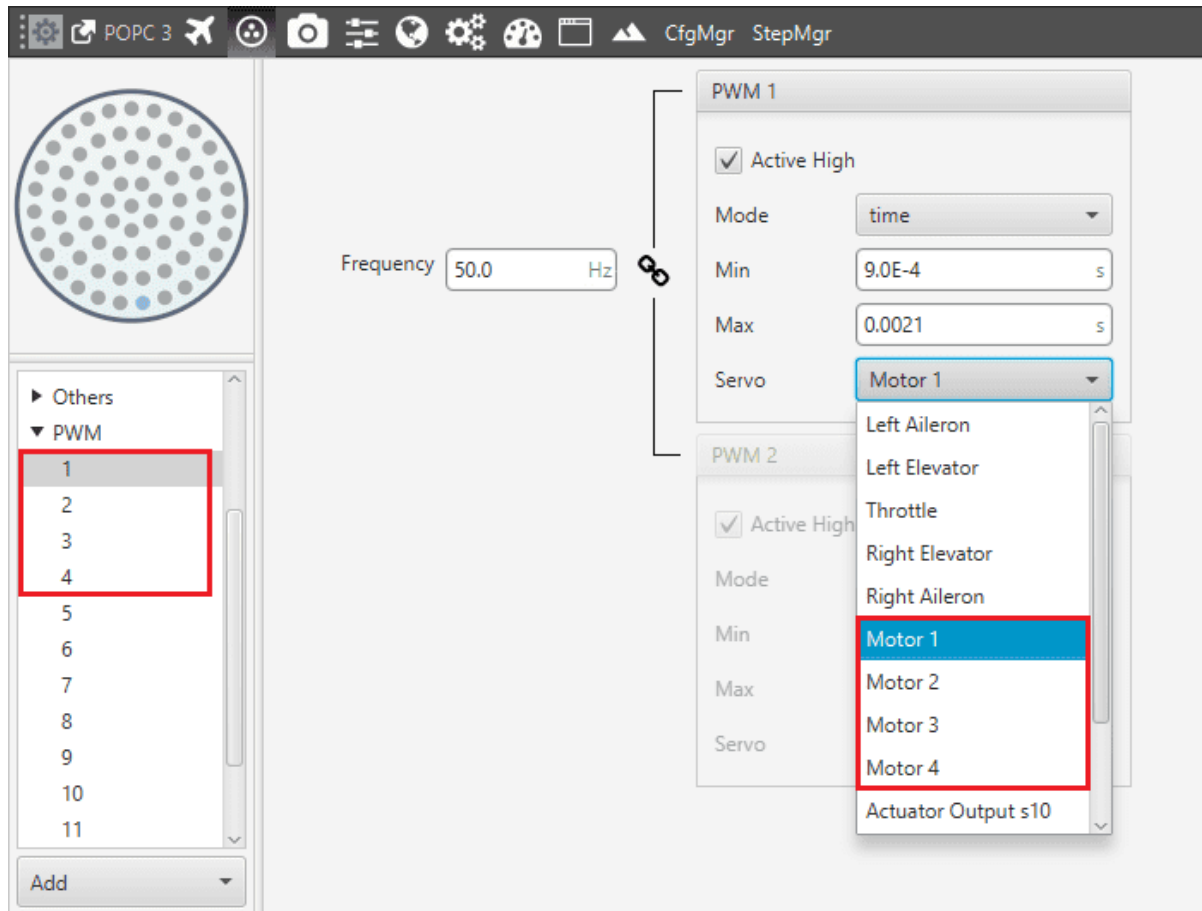 POPC 3 CfgMgr StepMgr
Others
PWM
1
2
3
4
5
6
7
8
9
10
11
Add
Frequency 50.0 Hz
PWM 1
Active High
Mode time
Min 9.0E-4 s
Max 0.0021 s
Servo Motor 1
Left Aileron
Left Elevator
Throttle
Right Elevator
Right Aileron
Motor 1
Motor 2
Motor 3
Motor 4
Actuator Output s10
PWM 2
Active High
Mode
Min
Max
Servo